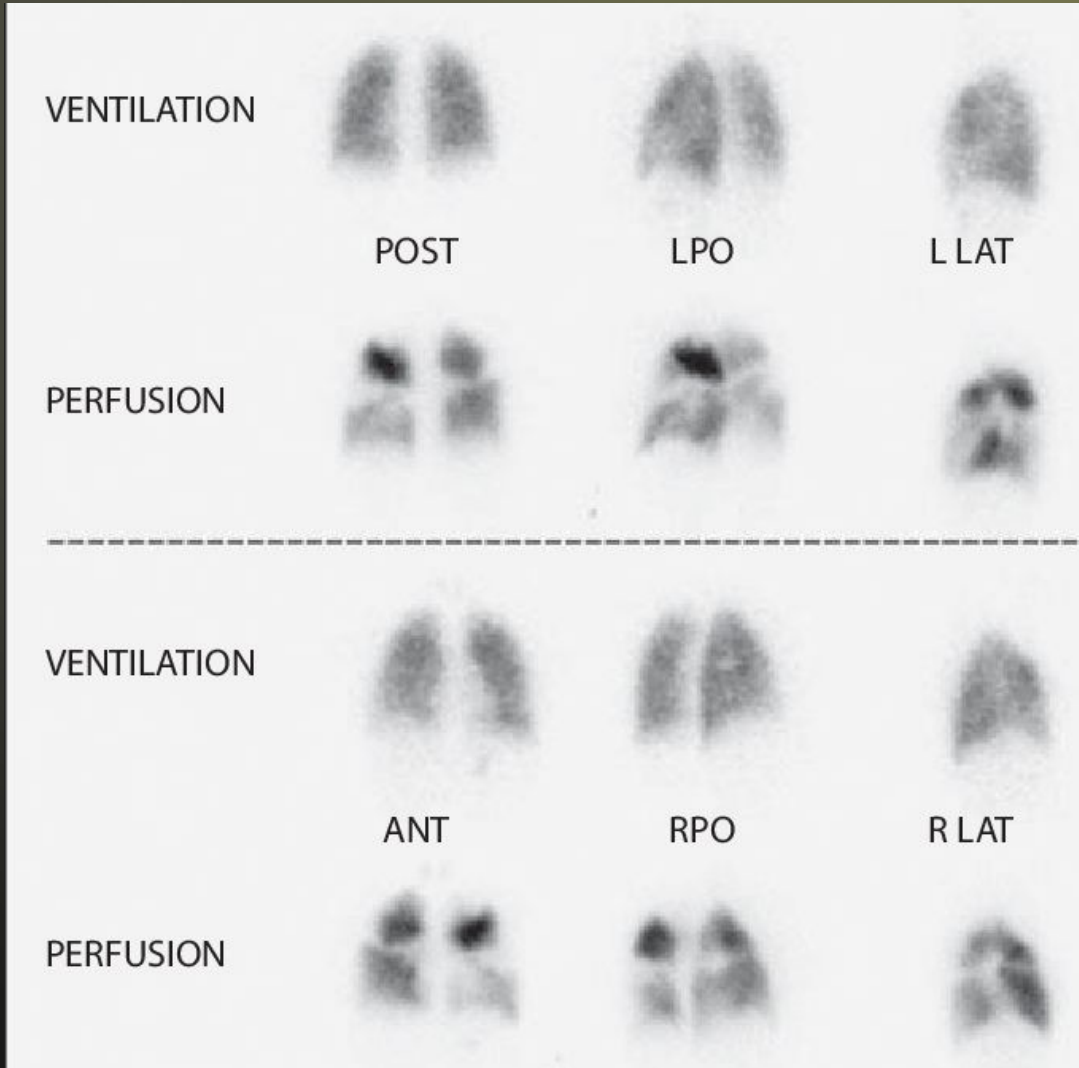 VENTILATION
POST LPO L LAT
PERFUSION
VENTILATION
ANT RPO R LAT
PERFUSION